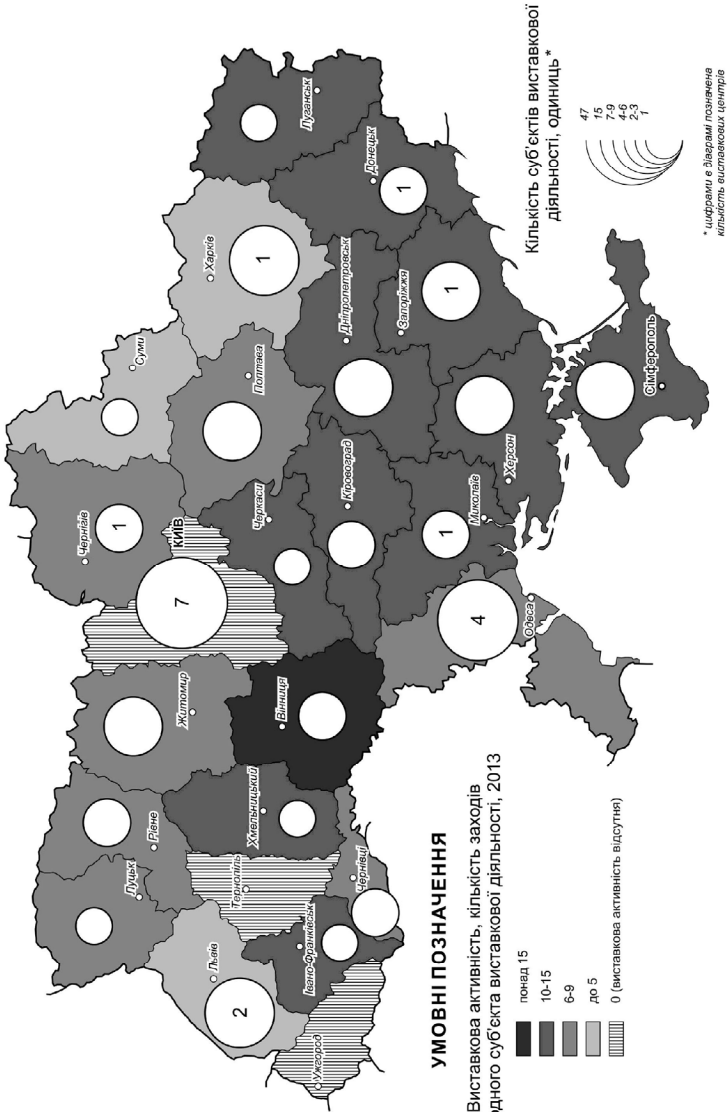 Луцьк
Рівне
Житомир
Чернігів
1
КИЇВ
7
Суми
Харків
1
Луганськ
Львів
2
Тернопіль
Хмельницький
Вінниця
Черкаси
Полтава
Ужгород
Івано-Франківськ
Чернівці
Кіровоград
Дніпропетровськ
Донецьк
1
Одеса
4
Миколаїв
1
Херсон
Запоріжжя
1
Сімферополь
УМОВНІ ПОЗНАЧЕННЯ
Виставкова активність, кількість заходів
одного суб'єкта виставкової діяльності, 2013
понад 15
10-15
6-9
до 5
0 (виставкова активність відсутня)
Кількість суб'єктів виставкової
діяльності, одиниць*
47
15
7-9
4-6
2-3
1
* цифрами в діаграмі позначена
кількість виставкових центрів